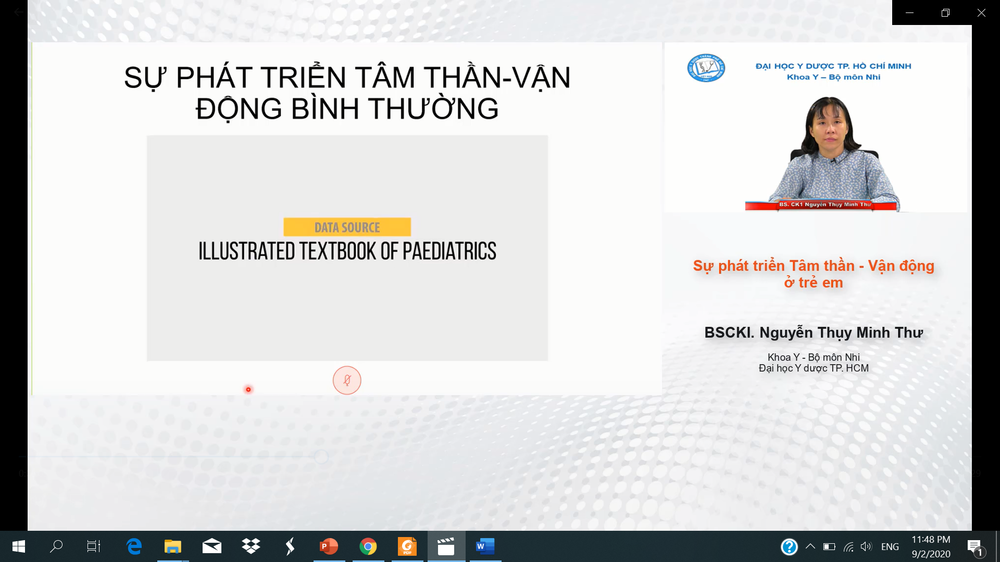 SỰ PHÁT TRIỂN TÂM THẦN-VẬN
ĐỘNG BÌNH THƯỜNG
DATA SOURCE
ILLUSTRATED TEXTBOOK OF PAEDIATRICS
ĐẠI HỌC Y DƯỢC TP. HỒ CHÍ MINH
Khoa Y – Bộ môn Nhi
BS. CK1 Nguyễn Thụy Minh Thư
Sự phát triển Tâm thần - Vận động
ở trẻ em
BSCKI. Nguyễn Thụy Minh Thư
Khoa Y - Bộ môn Nhi
Đại học Y dược TP. HCM
ENG
11:48 PM
9/2/2020
1